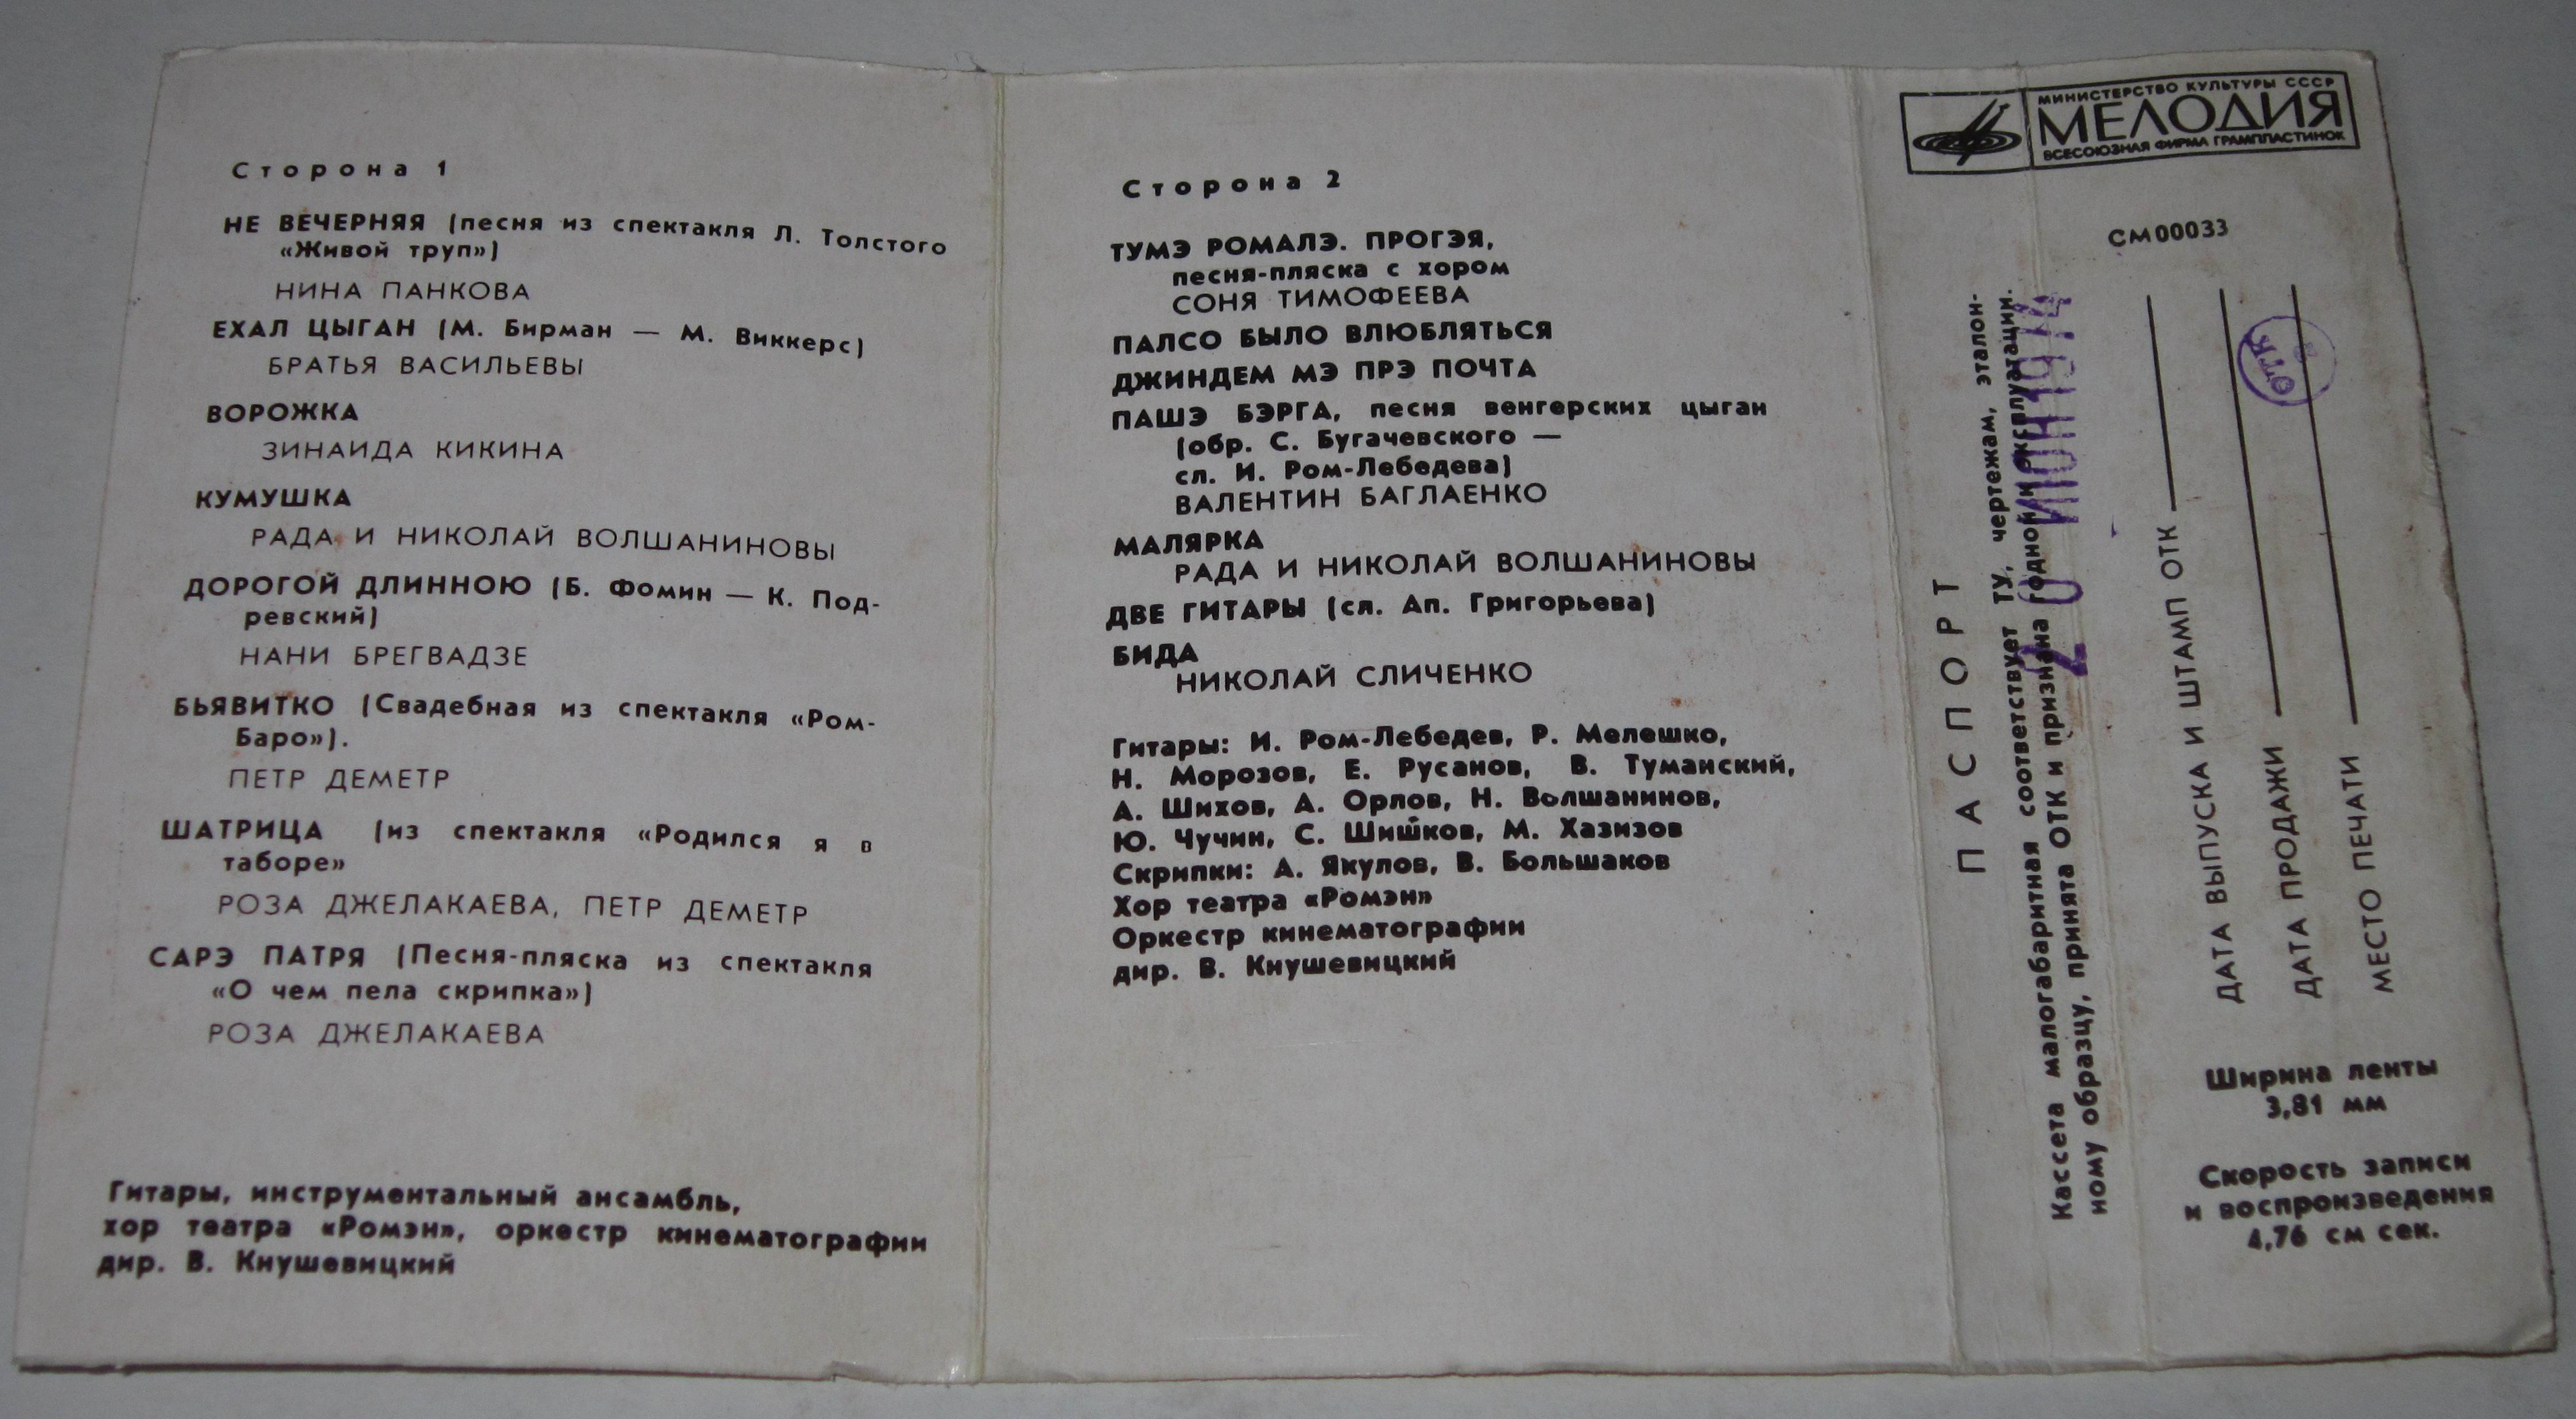 Сторона 1
НЕ ВЕЧЕРНЯЯ (песня из спектакля Л. Толстого
«Живой труп»)
НИНА ПАНКОВА
ЕХАЛ ЦЫГАН (М. Бирман — М. Виккерс)
БРАТЬЯ ВАСИЛЬЕВЫ
ВОРОЖКА
ЗИНАИДА КИКИНА
КУМУШКА
РАДА И НИКОЛАЙ ВОЛШАНИНОВЫ
ДОРОГОЙ ДЛИННОЮ (Б. Фомин — К. Под-
ревский)
НАНИ БРЕГВАДЗЕ
БЬЯВИТКО (Свадебная из спектакля «Ром-
Баро»).
ПЕТР ДЕМЕТР
ШАТРИЦА (из спектакля «Родился я в
таборе»
РОЗА ДЖЕЛАКАЕВА, ПЕТР ДЕМЕТР
САРЭ ПАТРЯ (Песня-пляска из спектакля
«О чем пела скрипка»)
РОЗА ДЖЕЛАКАЕВА
Гитары, инструментальный ансамбль,
хор театра «Ромэн», оркестр кинематографии
дир. В. Кнушевицкий
Сторона 2
ТУМЭ РОМАЛЭ. ПРОГЭЯ,
песня-пляска с хором
СОНЯ ТИМОФЕЕВА
ПАЛСО БЫЛО ВЛЮБЛЯТЬСЯ
ДЖИНДЕМ МЭ ПРЭ ПОЧТА
ПАШЭ БЭРГА, песня венгерских цыган
(обр. С. Бугачевского —
сл. И. Ром-Лебедева)
ВАЛЕНТИН БАГЛАЕНКО
МАЛЯРКА
РАДА И НИКОЛАЙ ВОЛШАНИНОВЫ
ДВЕ ГИТАРЫ (сл. Ап. Григорьева)
БИДА
НИКОЛАЙ СЛИЧЕНКО
Гитары: И. Ром-Лебедев, Р. Мелешко,
Н. Морозов, Е. Русанов, В. Туманский,
А. Шихов, А. Орлов, Н. Волшанинов,
Ю. Чучин, С. Шишков, М. Хазизов
Скрипки: А. Якулов, В. Большаков
Хор театра «Ромэн»
Оркестр кинематографии
дир. В. Кнушевицкий
ПАСПОРТ
Кассета малогабаритная соответствует ТУ, чертежам, эталон-
ному образцу, принята ОТК и признана годной к эксплуатации.
2 0 ИЮН 1974
МИНИСТЕРСТВО КУЛЬТУРЫ СССР
МЕЛОДИЯ
ВСЕСОЮЗНАЯ ФИРМА ГРАМПЛАСТИНОК
СМ00033
ДАТА ВЫПУСКА И ШТАМП ОТК
ДАТА ПРОДАЖИ
МЕСТО ПЕЧАТИ
ОТК
Ширина ленты
3,81 мм
Скорость записи
и воспроизведения
4,76 см сек.